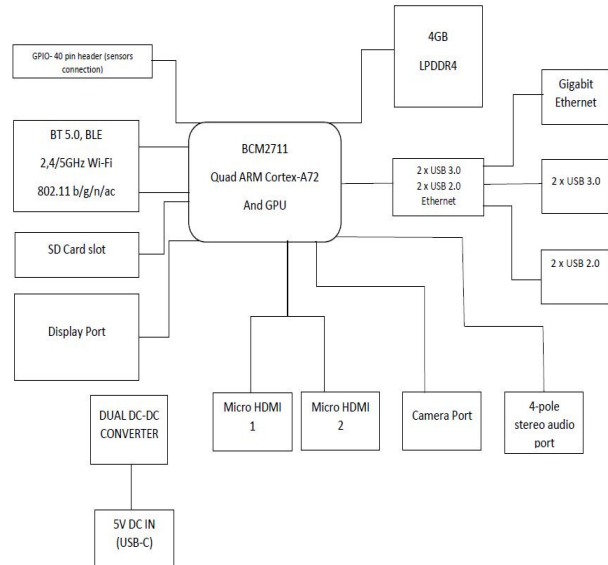 GPIO- 40 pin header (sensors
connection)
4GB
LPDDR4
Gigabit
Ethernet
BT 5.0, BLE
2,4/5GHz Wi-Fi
802.11 b/g/n/ac
BCM2711
Quad ARM Cortex-A72
And GPU
2 x USB 3.0
2 x USB 2.0
Ethernet
2 x USB 3.0
SD Card slot
2 x USB 2.0
Display Port
DUAL DC-DC
CONVERTER
Micro HDMI
1
Micro HDMI
2
Camera Port
4-pole
stereo audio
port
5V DC IN
(USB-C)